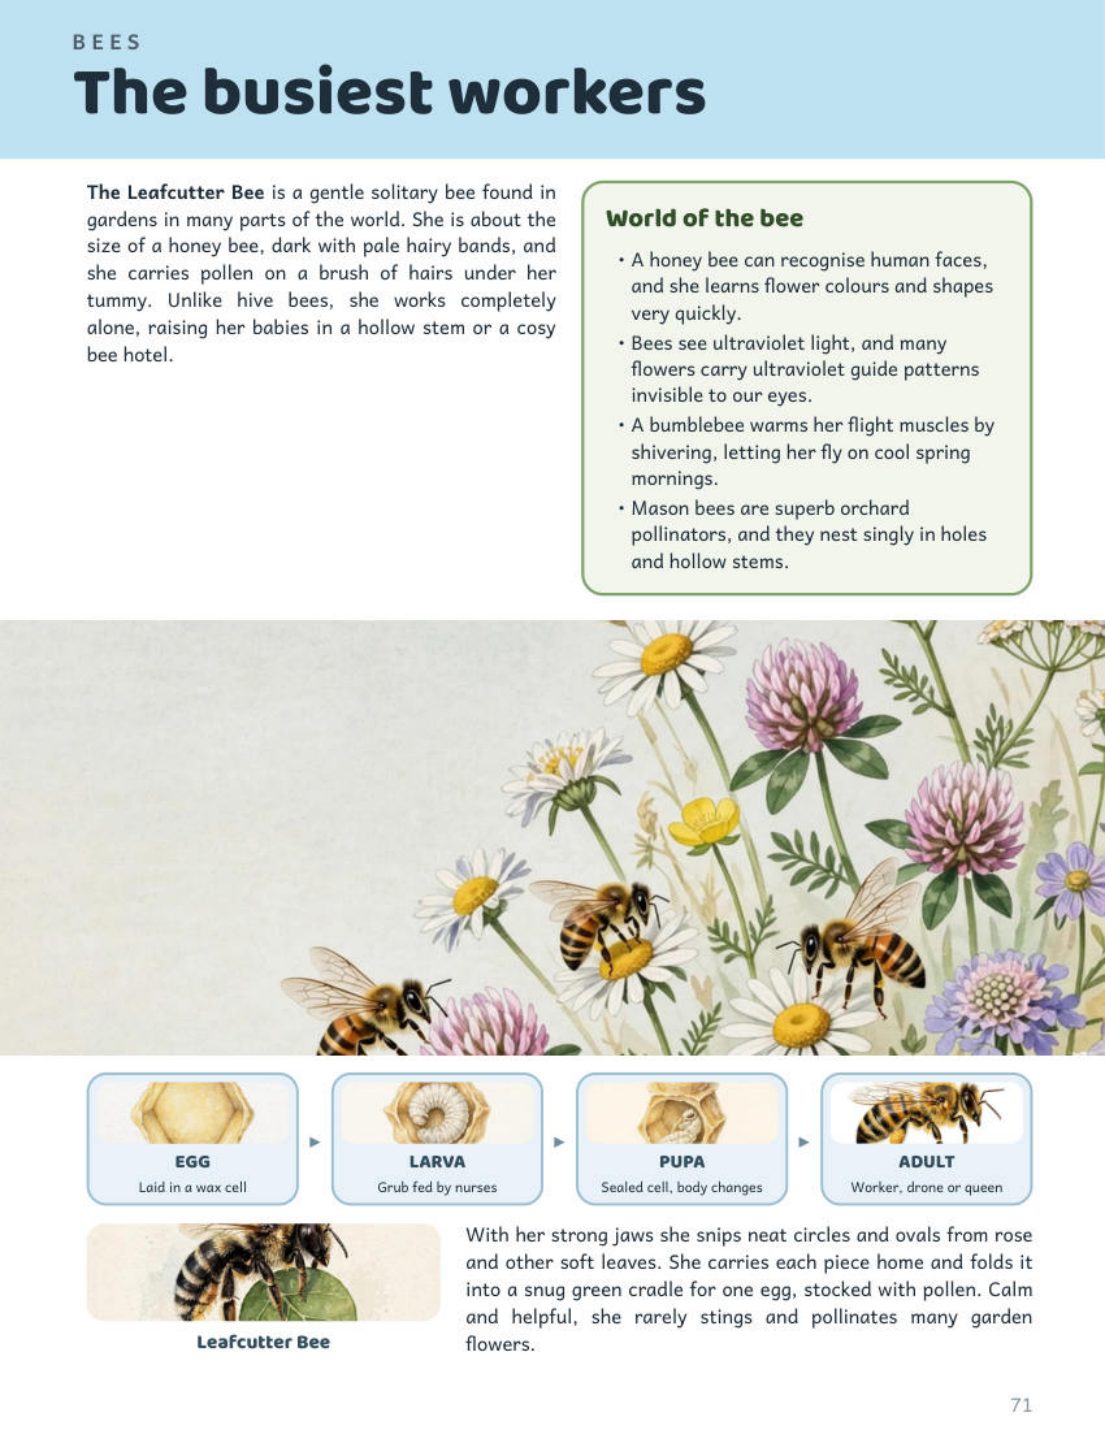 BEES
The busiest workers
The Leafcutter Bee is a gentle solitary bee found in
gardens in many parts of the world. She is about the
size of a honey bee, dark with pale hairy bands, and
she carries pollen on a brush of hairs under her
tummy. Unlike hive bees, she works completely
alone, raising her babies in a hollow stem or a cosy
bee hotel.
World of the bee
• A honey bee can recognise human faces,
and she learns flower colours and shapes
very quickly.
• Bees see ultraviolet light, and many
flowers carry ultraviolet guide patterns
invisible to our eyes.
• A bumblebee warms her flight muscles by
shivering, letting her fly on cool spring
mornings.
• Mason bees are superb orchard
pollinators, and they nest singly in holes
and hollow stems.
EGG
Laid in a wax cell
LARVA
Grub fed by nurses
PUPA
Sealed cell, body changes
ADULT
Worker, drone or queen
Leafcutter Bee
With her strong jaws she snips neat circles and ovals from rose
and other soft leaves. She carries each piece home and folds it
into a snug green cradle for one egg, stocked with pollen. Calm
and helpful, she rarely stings and pollinates many garden
flowers.
71